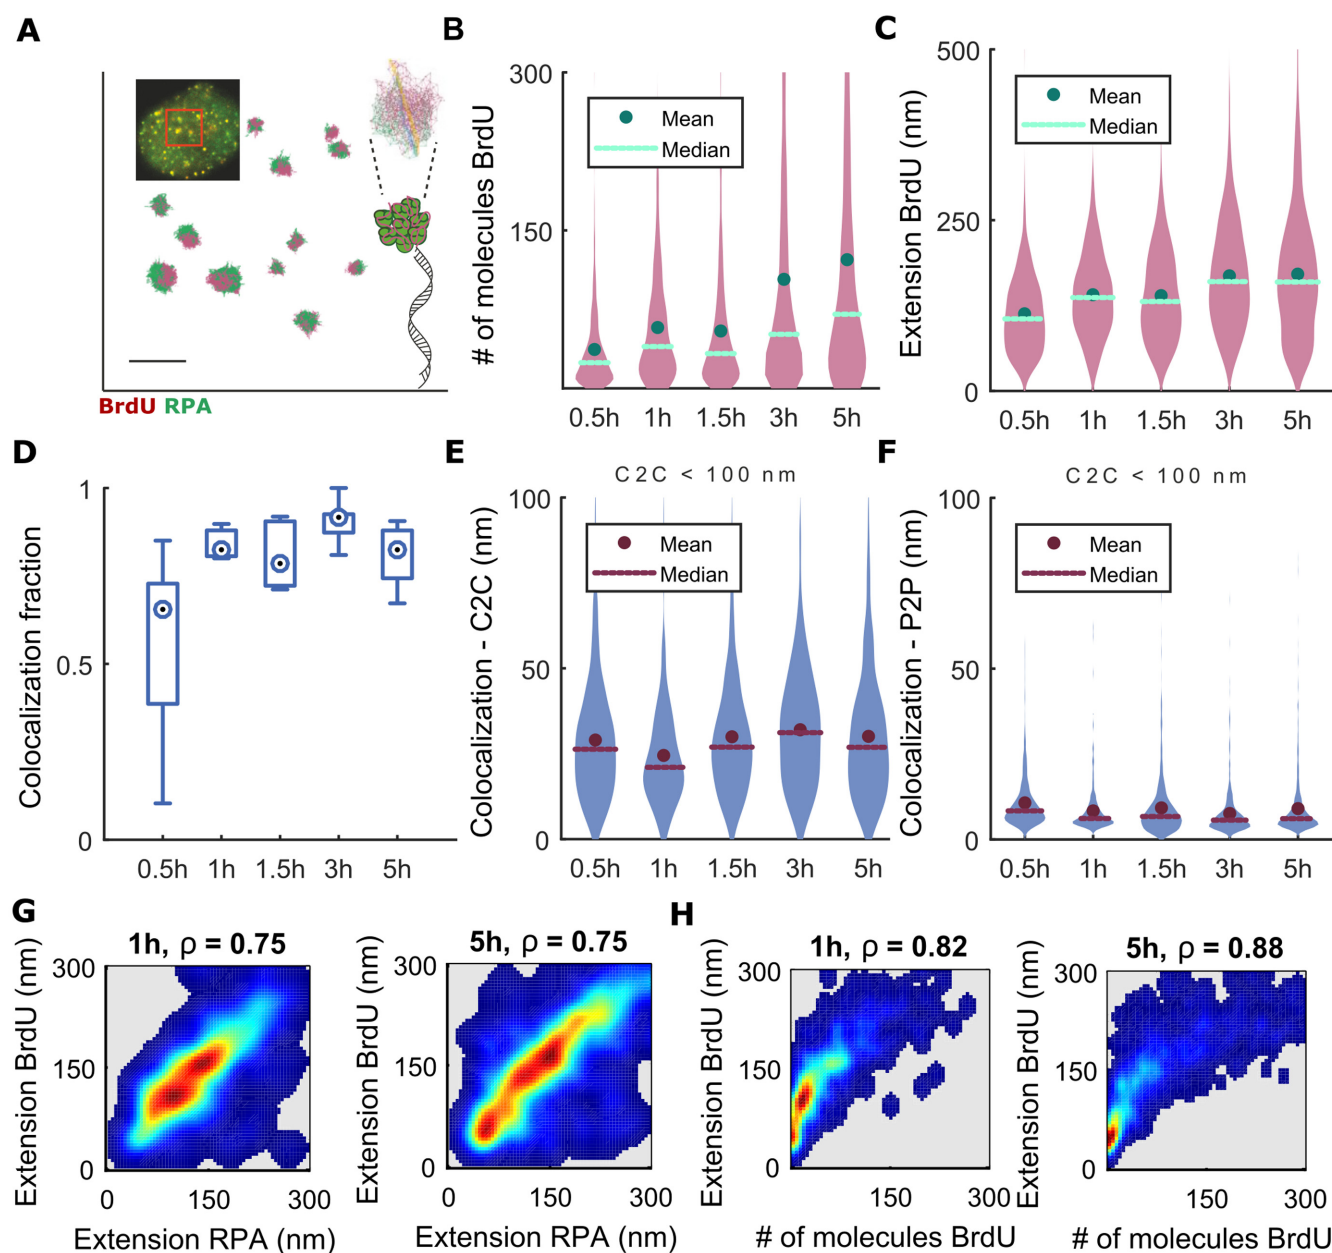 A
BrdU RPA
B
# of molecules BrdU
300
150
Mean
Median
0.5h 1h 1.5h 3h 5h
C
Extension BrdU (nm)
500
250
0
Mean
Median
0.5h 1h 1.5h 3h 5h
D
Colocalization fraction
1
0.5
0
0.5h 1h 1.5h 3h 5h
E
C2C < 100 nm
Colocalization - C2C (nm)
100
50
0
Mean
Median
0.5h 1h 1.5h 3h 5h
F
C2C < 100 nm
Colocalization - P2P (nm)
100
50
0
Mean
Median
0.5h 1h 1.5h 3h 5h
G
1h, ρ = 0.75
Extension BrdU (nm)
300
150
0
0 150 300
Extension RPA (nm)
5h, ρ = 0.75
Extension BrdU (nm)
300
150
0
0 150 300
Extension RPA (nm)
H
1h, ρ = 0.82
Extension BrdU (nm)
300
150
0
150 300
# of molecules BrdU
5h, ρ = 0.88
Extension BrdU (nm)
300
150
0
150 300
# of molecules BrdU